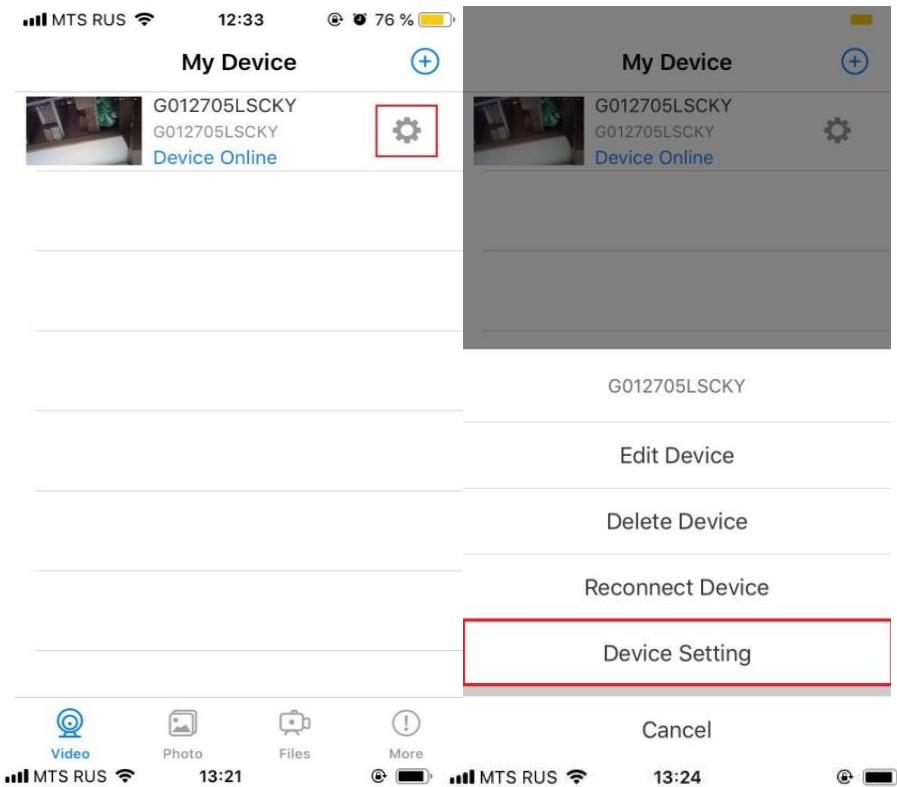 MTS RUS 12:33 76 %
My Device
G012705LSCKY
G012705LSCKY
Device Online
Video Photo Files More
MTS RUS 13:21
My Device
G012705LSCKY
G012705LSCKY
Device Online
G012705LSCKY
Edit Device
Delete Device
Reconnect Device
Device Setting
Cancel
MTS RUS 13:24